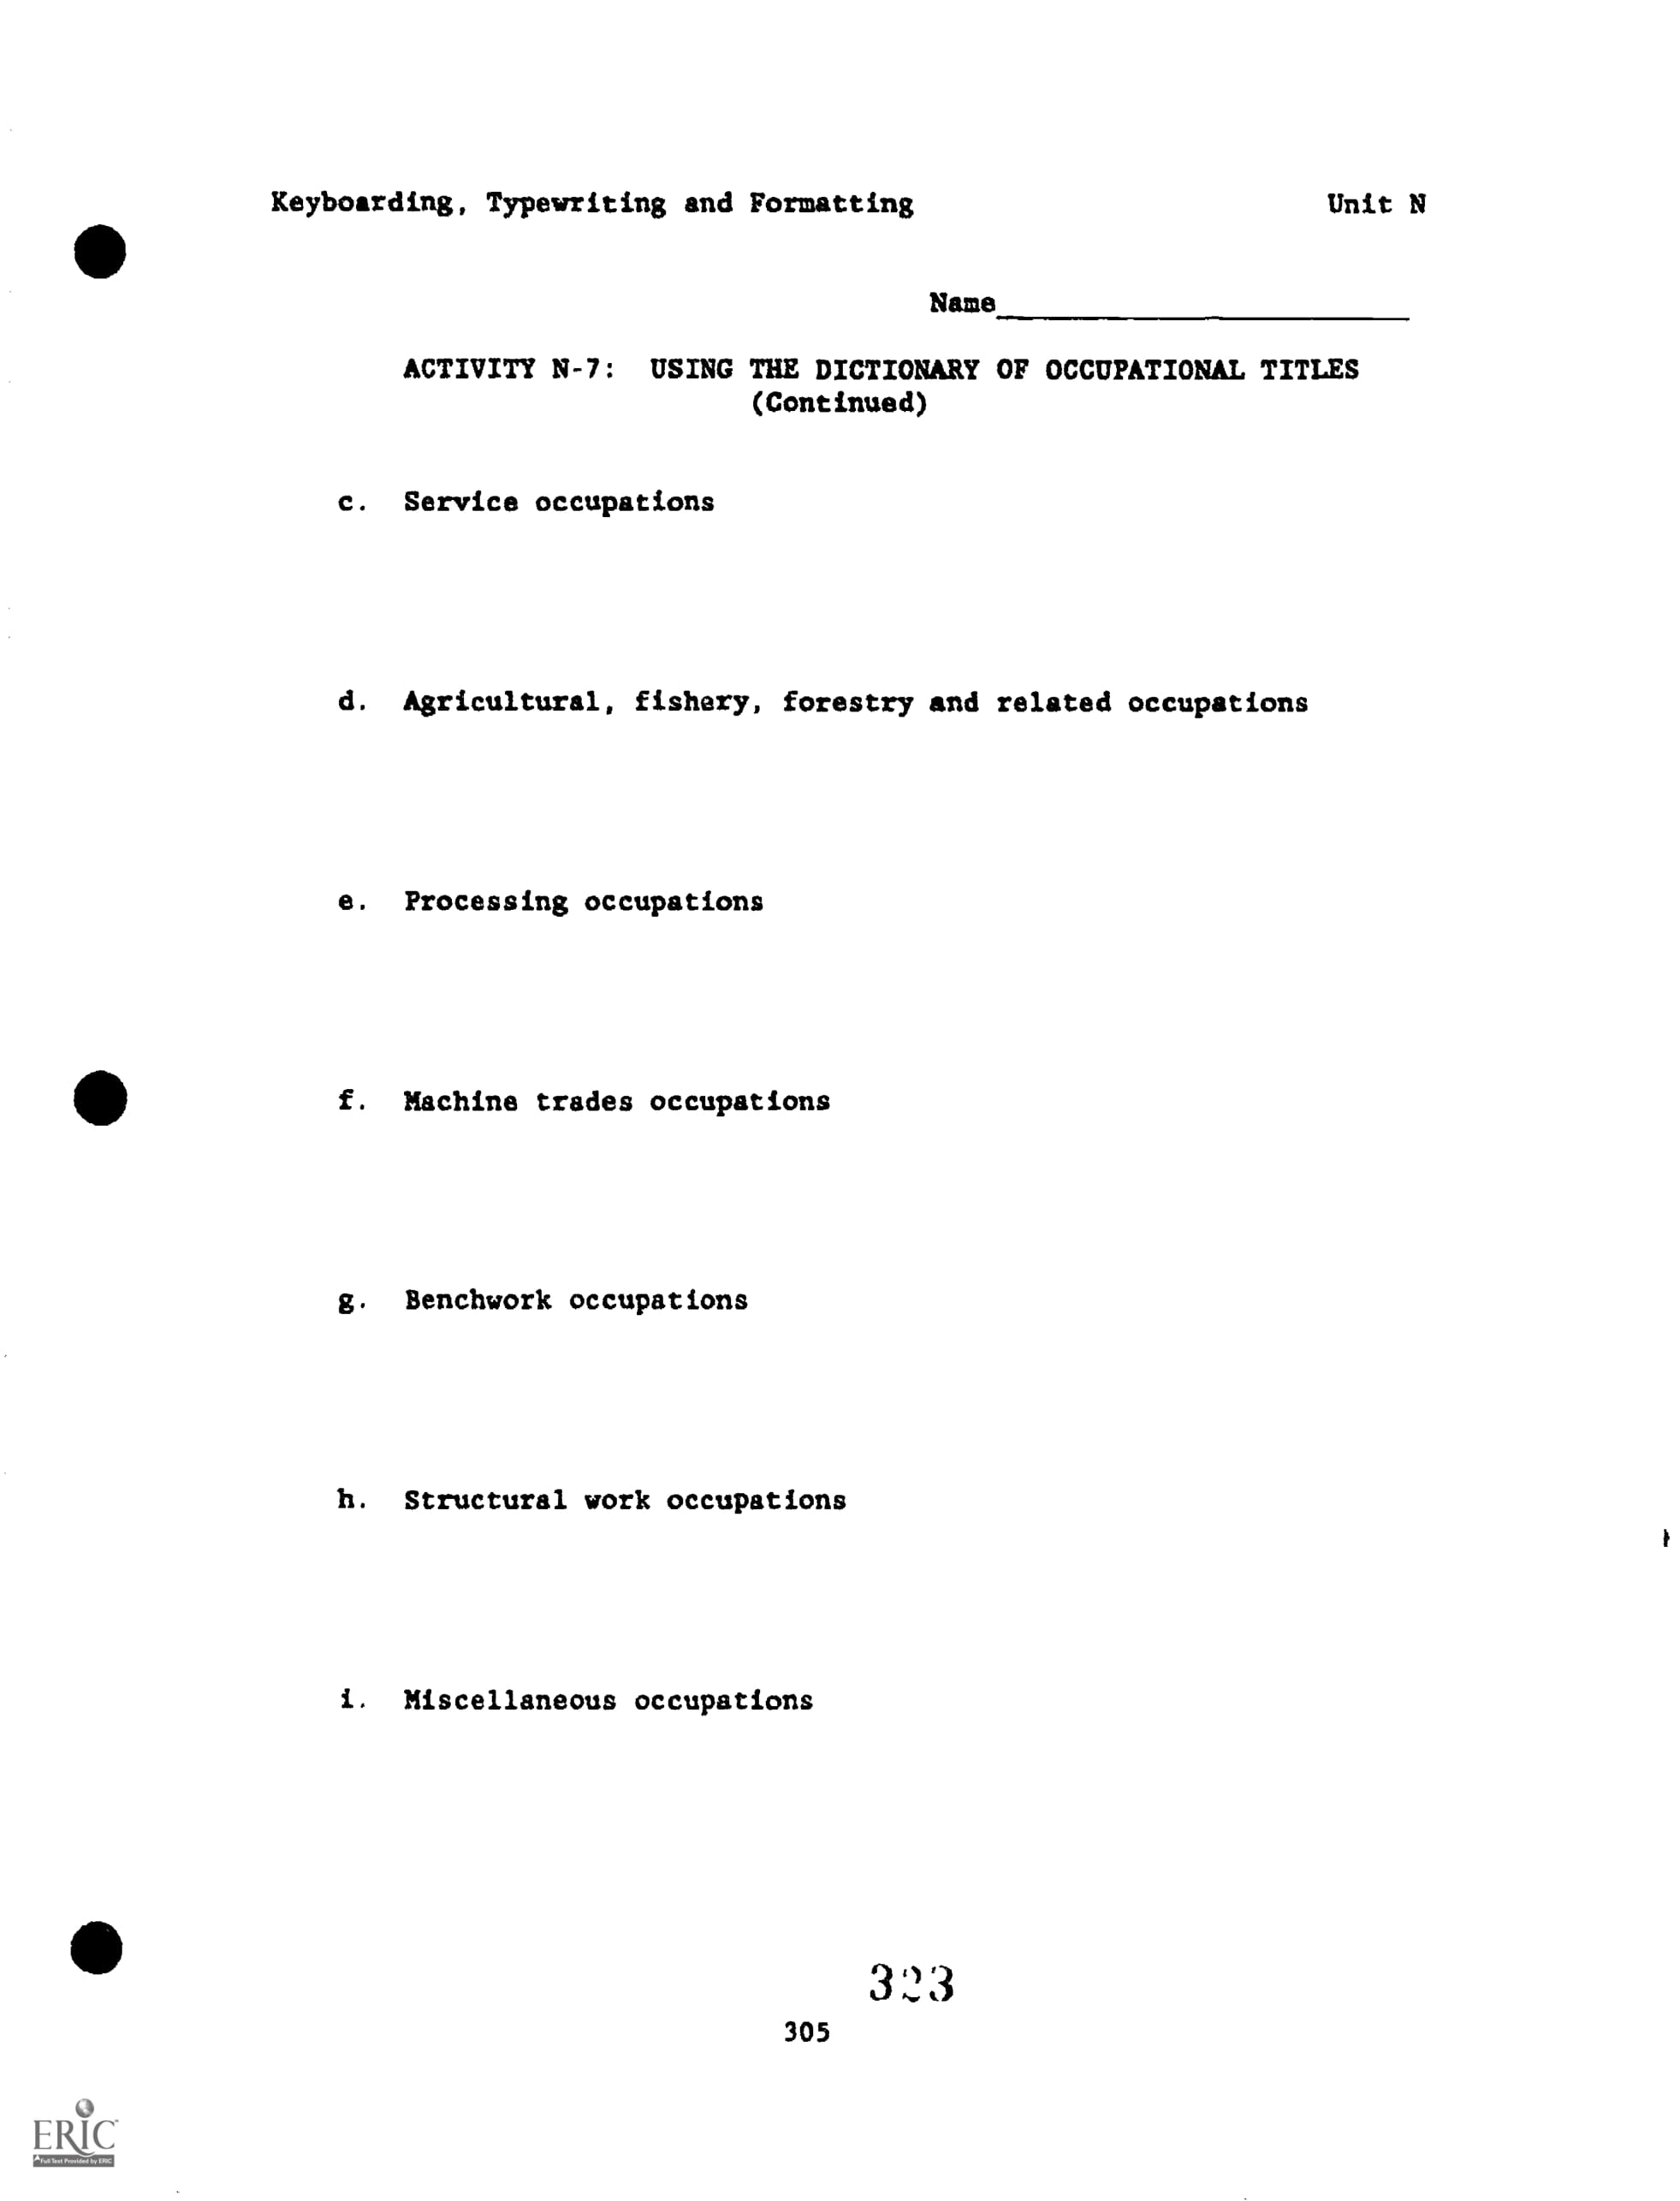 Keyboarding, Typewriting and Formatting Unit N
Name
ACTIVITY N-7: USING THE DICTIONARY OF OCCUPATIONAL TITLES
(Continued)
c. Service occupations
d. Agricultural, fishery, forestry and related occupations
e. Processing occupations
f. Machine trades occupations
g. Benchwork occupations
h. Structural work occupations
i. Miscellaneous occupations
323
305
ERIC
Full Text Provided by ERIC